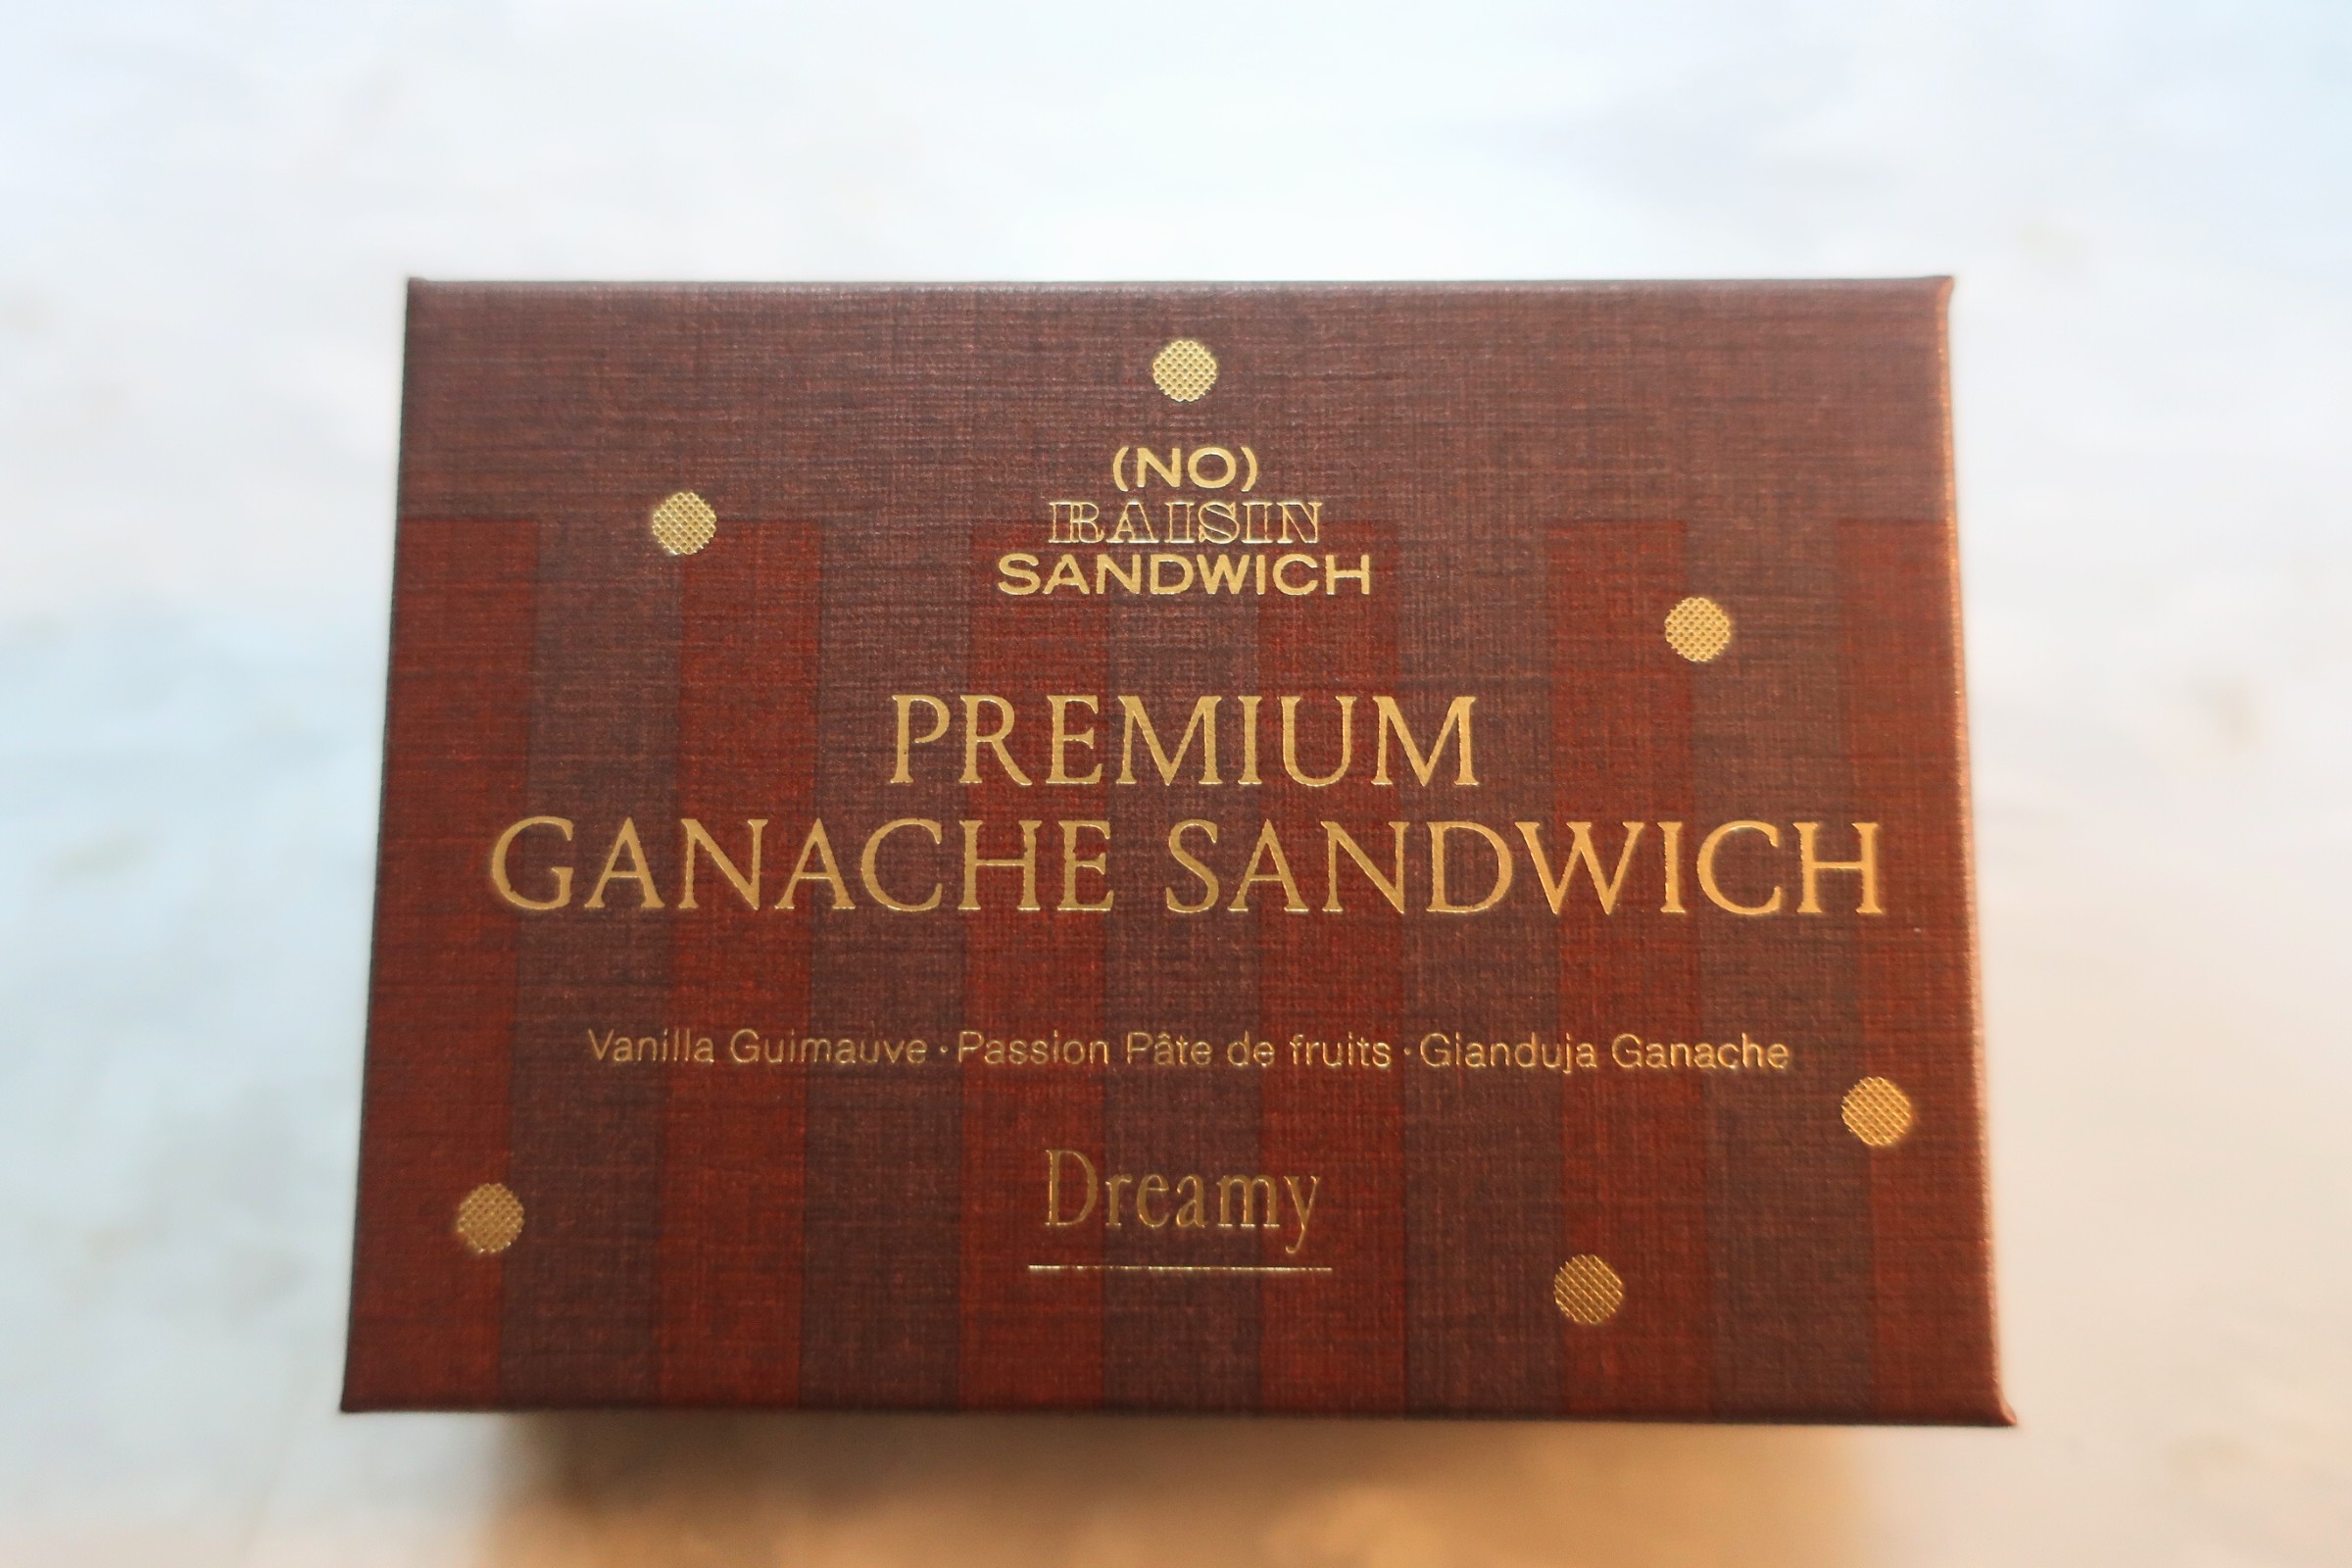 (NO)
RAISIN
SANDWICH
PREMIUM
GANACHE SANDWICH
Vanilla Guimauve・Passion Pâte de fruits・Gianduja Ganache
Dreamy